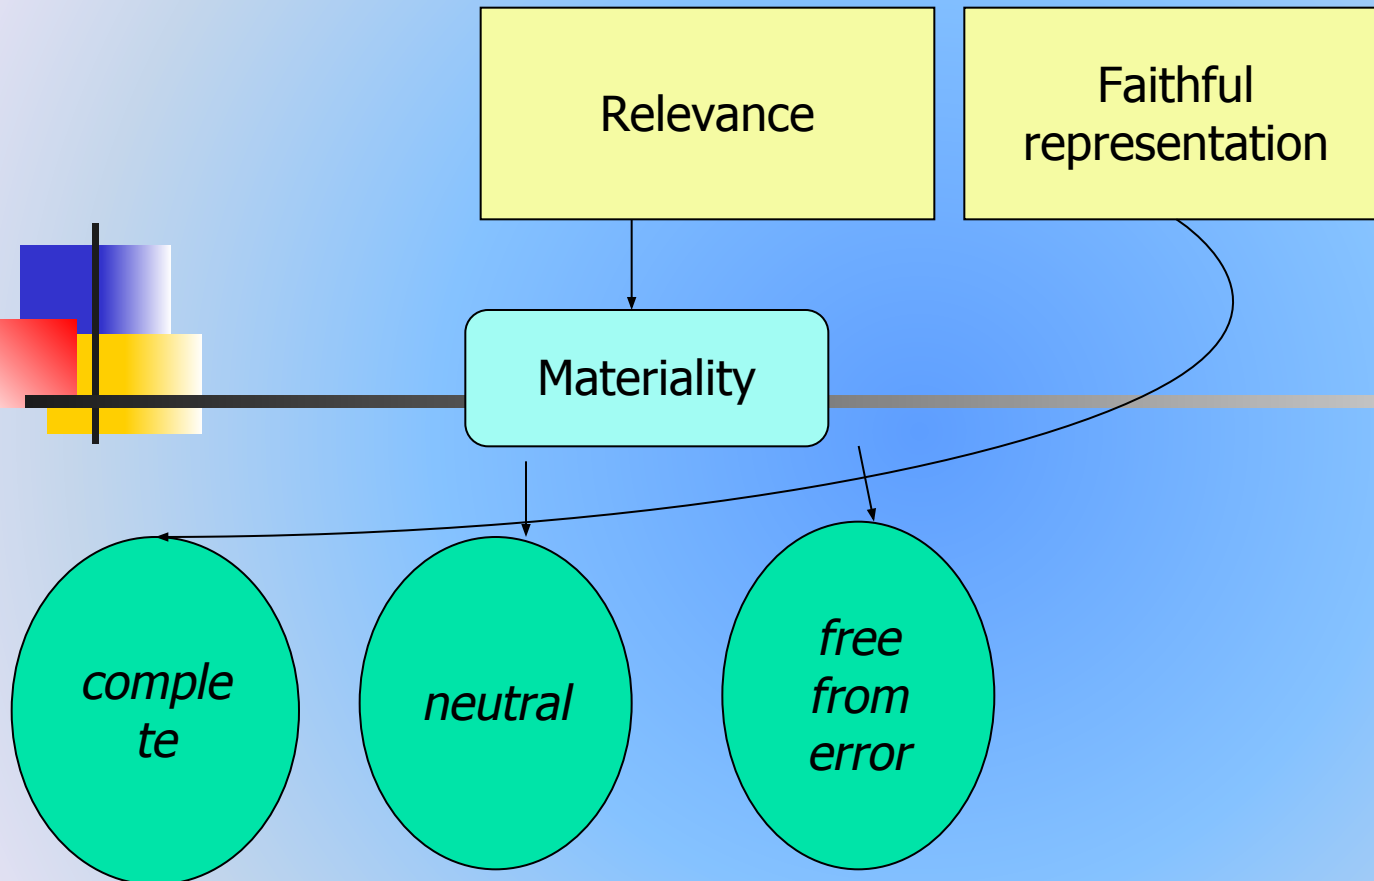 Relevance
Faithful
representation
Materiality
comple
te
neutral
free
from
error